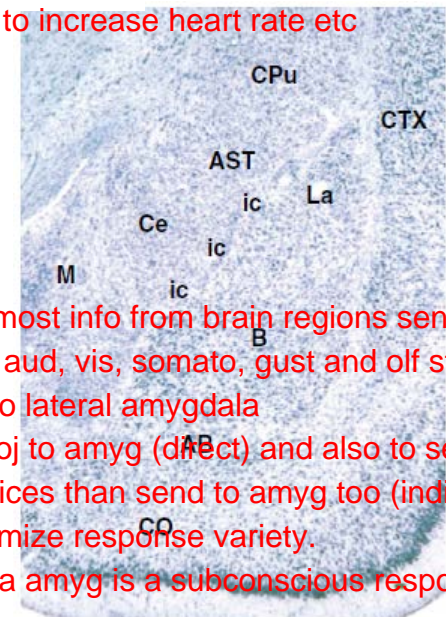 to increase heart rate etc
CPu
CTX
AST
ic La
Ce
ic
M
ic
most info from brain regions sen
B
aud, vis, somato, gust and olf s
o lateral amygdala
oj to amyg (direct) and also to s
AB
ices than send to amyg too (ind
mize response variety.
CO
a amyg is a subconscious respo